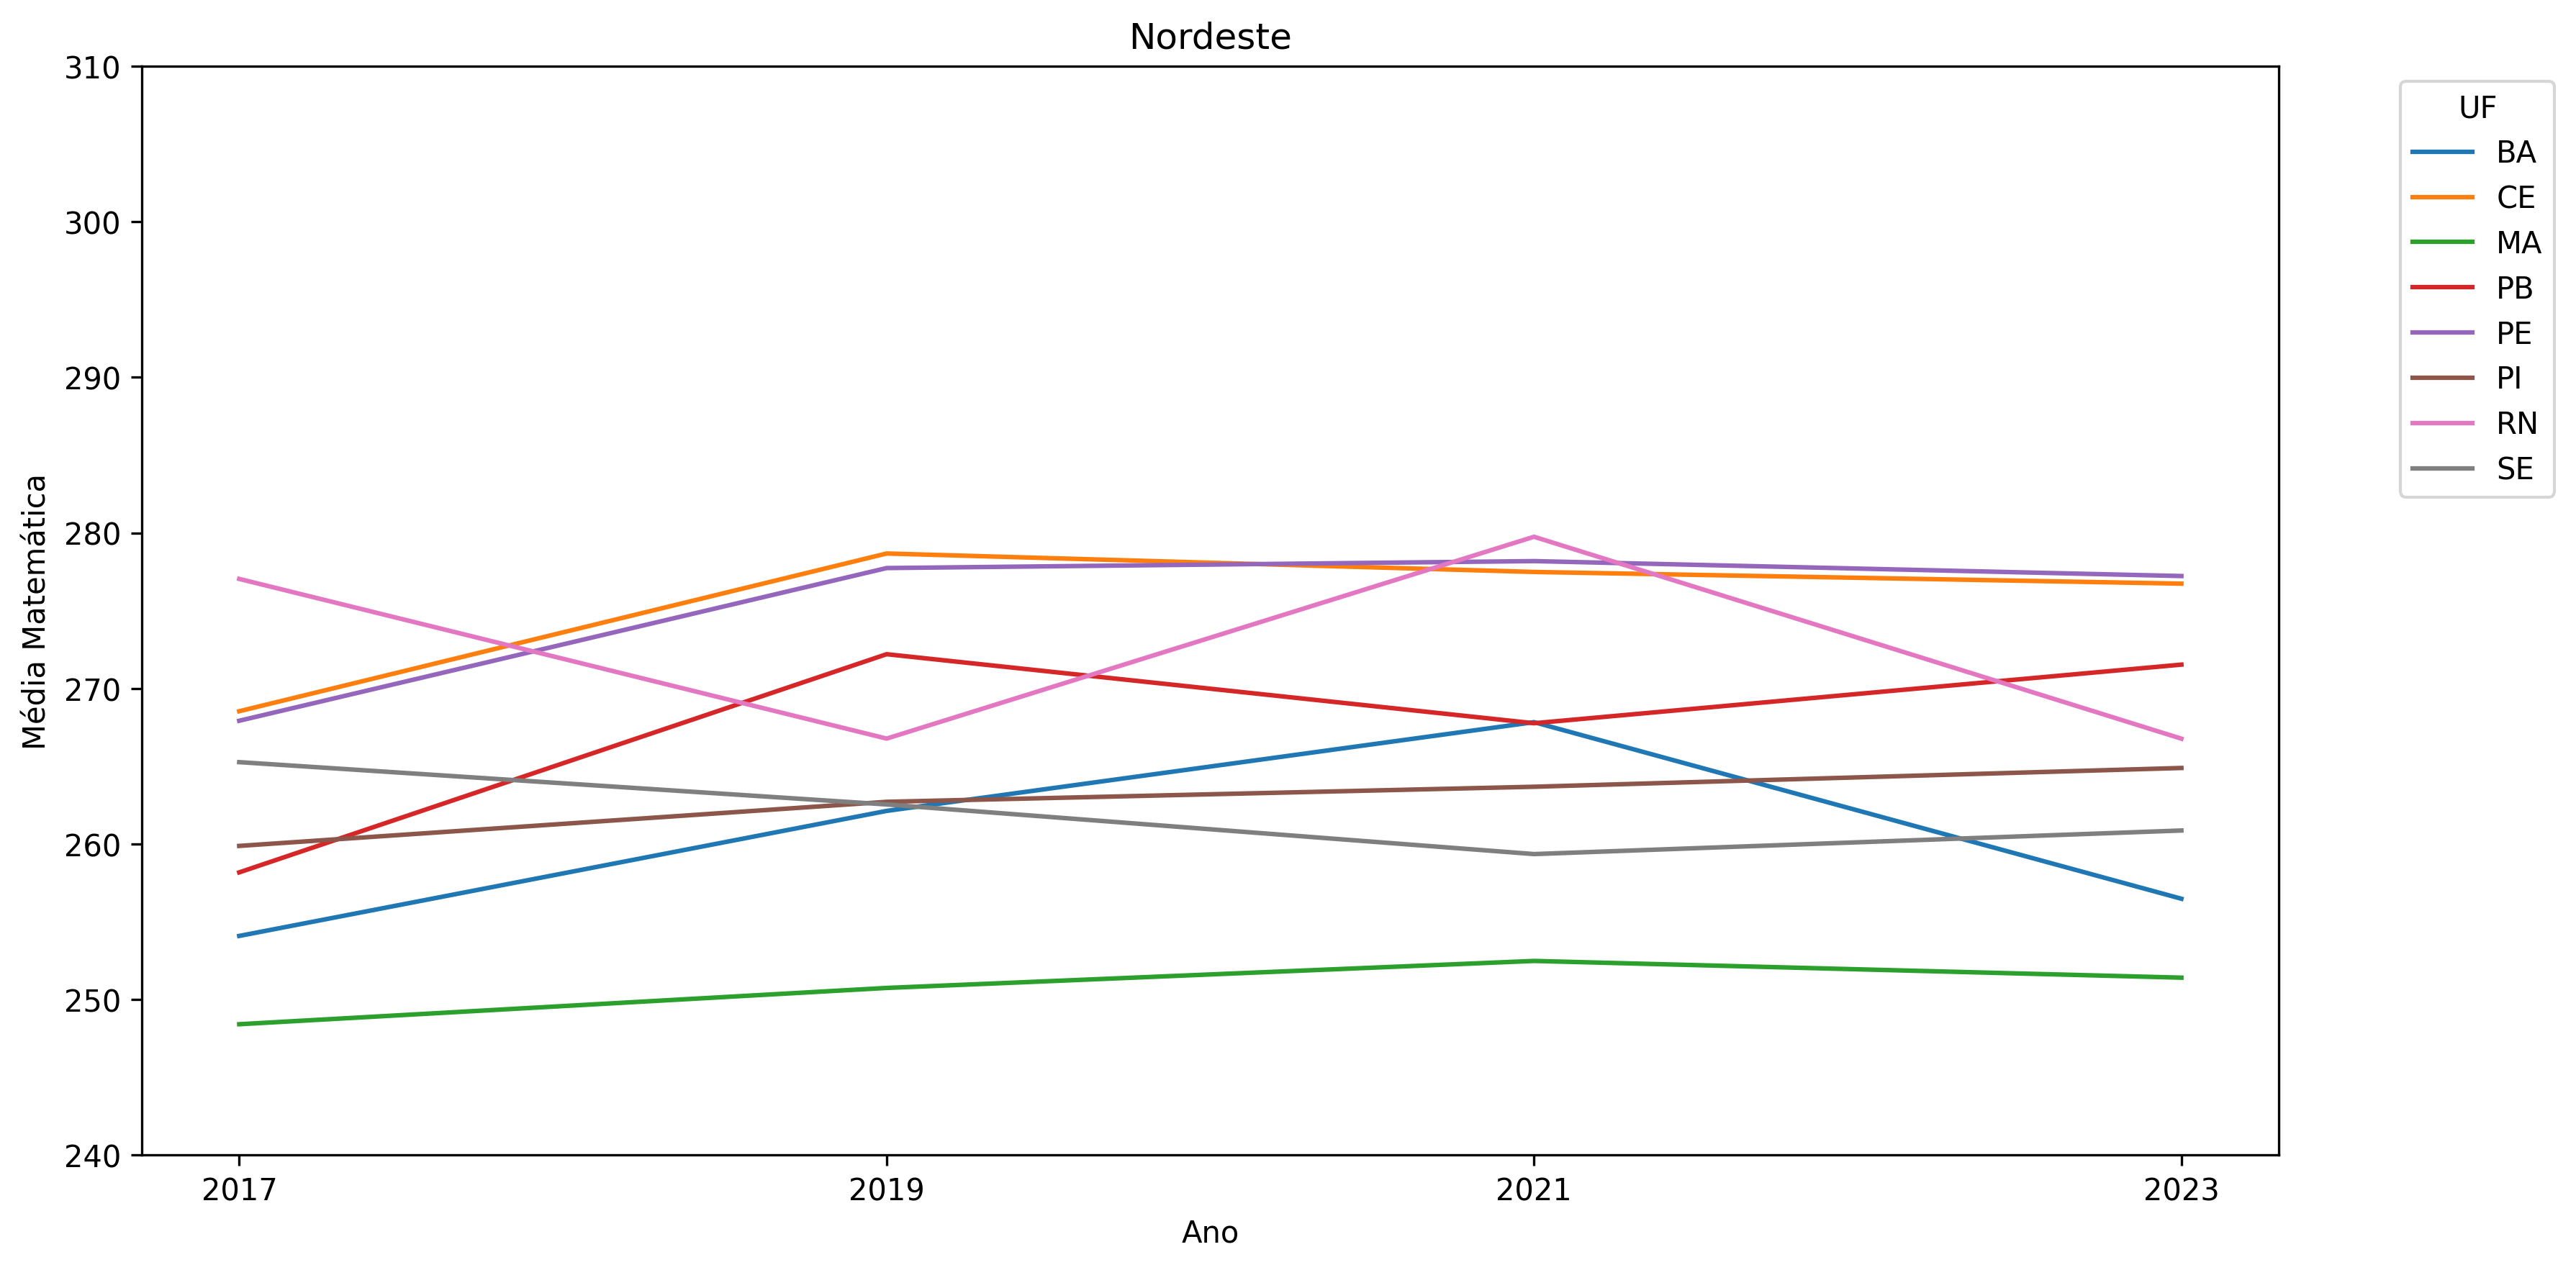 Nordeste
310
300
290
280
270
260
250
240
Média Matemática
2017
2019
2021
2023
Ano
UF
BA
CE
MA
PB
PE
PI
RN
SE